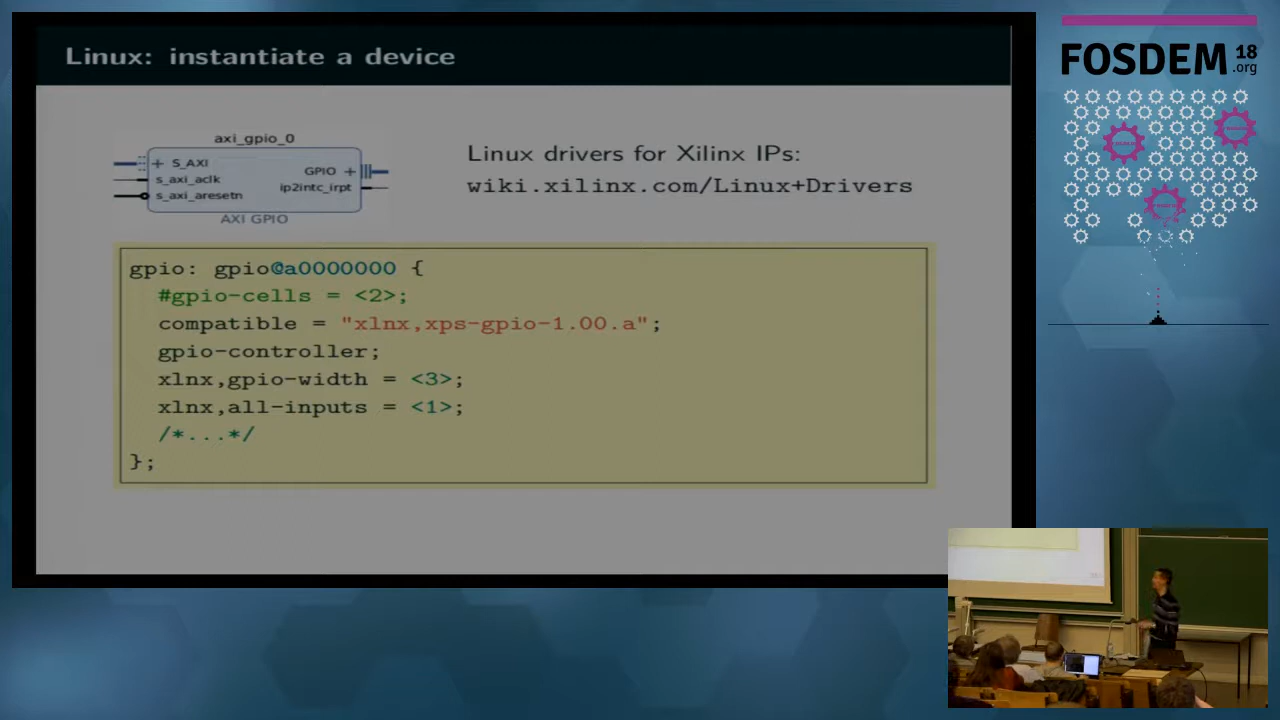 Linux: instantiate a device
axi_gpio_0
S_AXI
s_axi_aclk
s_axi_aresetn
GPIO
ip2intc_irpt
AXI GPIO
Linux drivers for Xilinx IPs:
wiki.xilinx.com/Linux+Drivers
gpio: gpio@a0000000 {
#gpio-cells = <2>;
compatible = "xlnx,xps-gpio-1.00.a";
gpio-controller;
xlnx,gpio-width = <3>;
xlnx,all-inputs = <1>;
/*...*/
};
FOSDEM 18
.org